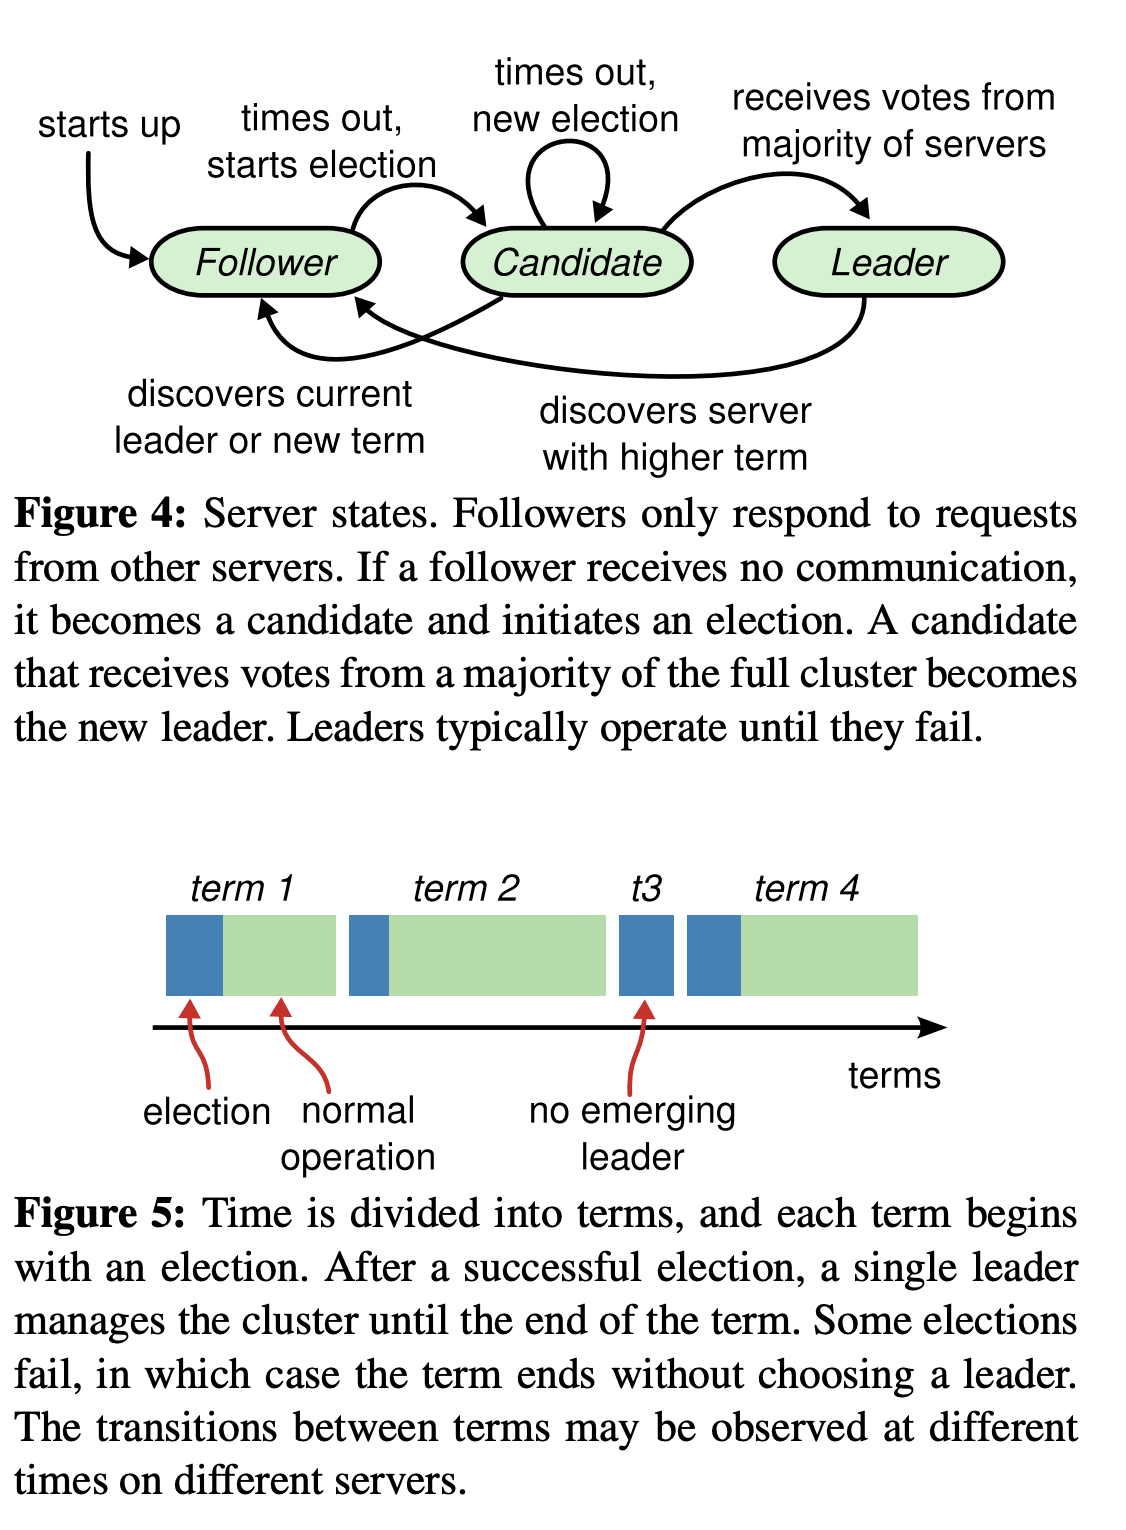 starts up
times out,
starts election
times out,
new election
receives votes from
majority of servers
Follower
Candidate
Leader
discovers current
leader or new term
discovers server
with higher term
Figure 4: Server states. Followers only respond to requests
from other servers. If a follower receives no communication,
it becomes a candidate and initiates an election. A candidate
that receives votes from a majority of the full cluster becomes
the new leader. Leaders typically operate until they fail.
term 1
term 2
t3
term 4
terms
election
normal
operation
no emerging
leader
Figure 5: Time is divided into terms, and each term begins
with an election. After a successful election, a single leader
manages the cluster until the end of the term. Some elections
fail, in which case the term ends without choosing a leader.
The transitions between terms may be observed at different
times on different servers.